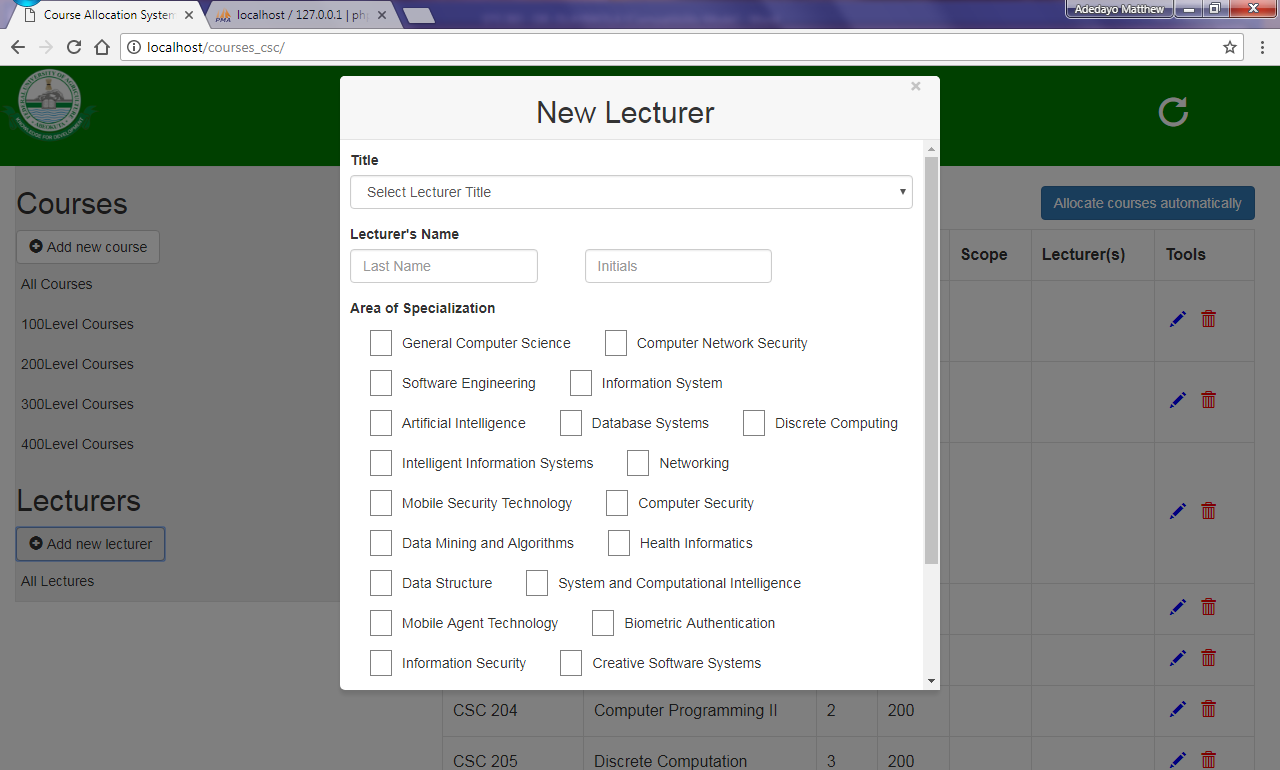 Course Allocation System
localhost / 127.0.0.1 | ph
Adedayo Matthew
localhost/courses_csc/
KNOWLEDGE FOR DEVELOPMENT
New Lecturer
×
Title
Select Lecturer Title
Lecturer's Name
Last Name Initials
Area of Specialization
General Computer Science Computer Network Security
Software Engineering Information System
Artificial Intelligence Database Systems Discrete Computing
Intelligent Information Systems Networking
Mobile Security Technology Computer Security
Data Mining and Algorithms Health Informatics
Data Structure System and Computational Intelligence
Mobile Agent Technology Biometric Authentication
Information Security Creative Software Systems
Courses
Add new course
All Courses
100Level Courses
200Level Courses
300Level Courses
400Level Courses
Lecturers
Add new lecturer
All Lectures
Allocate courses automatically
Scope Lecturer(s) Tools
CSC 204 Computer Programming II 2 200
CSC 205 Discrete Computation 3 200